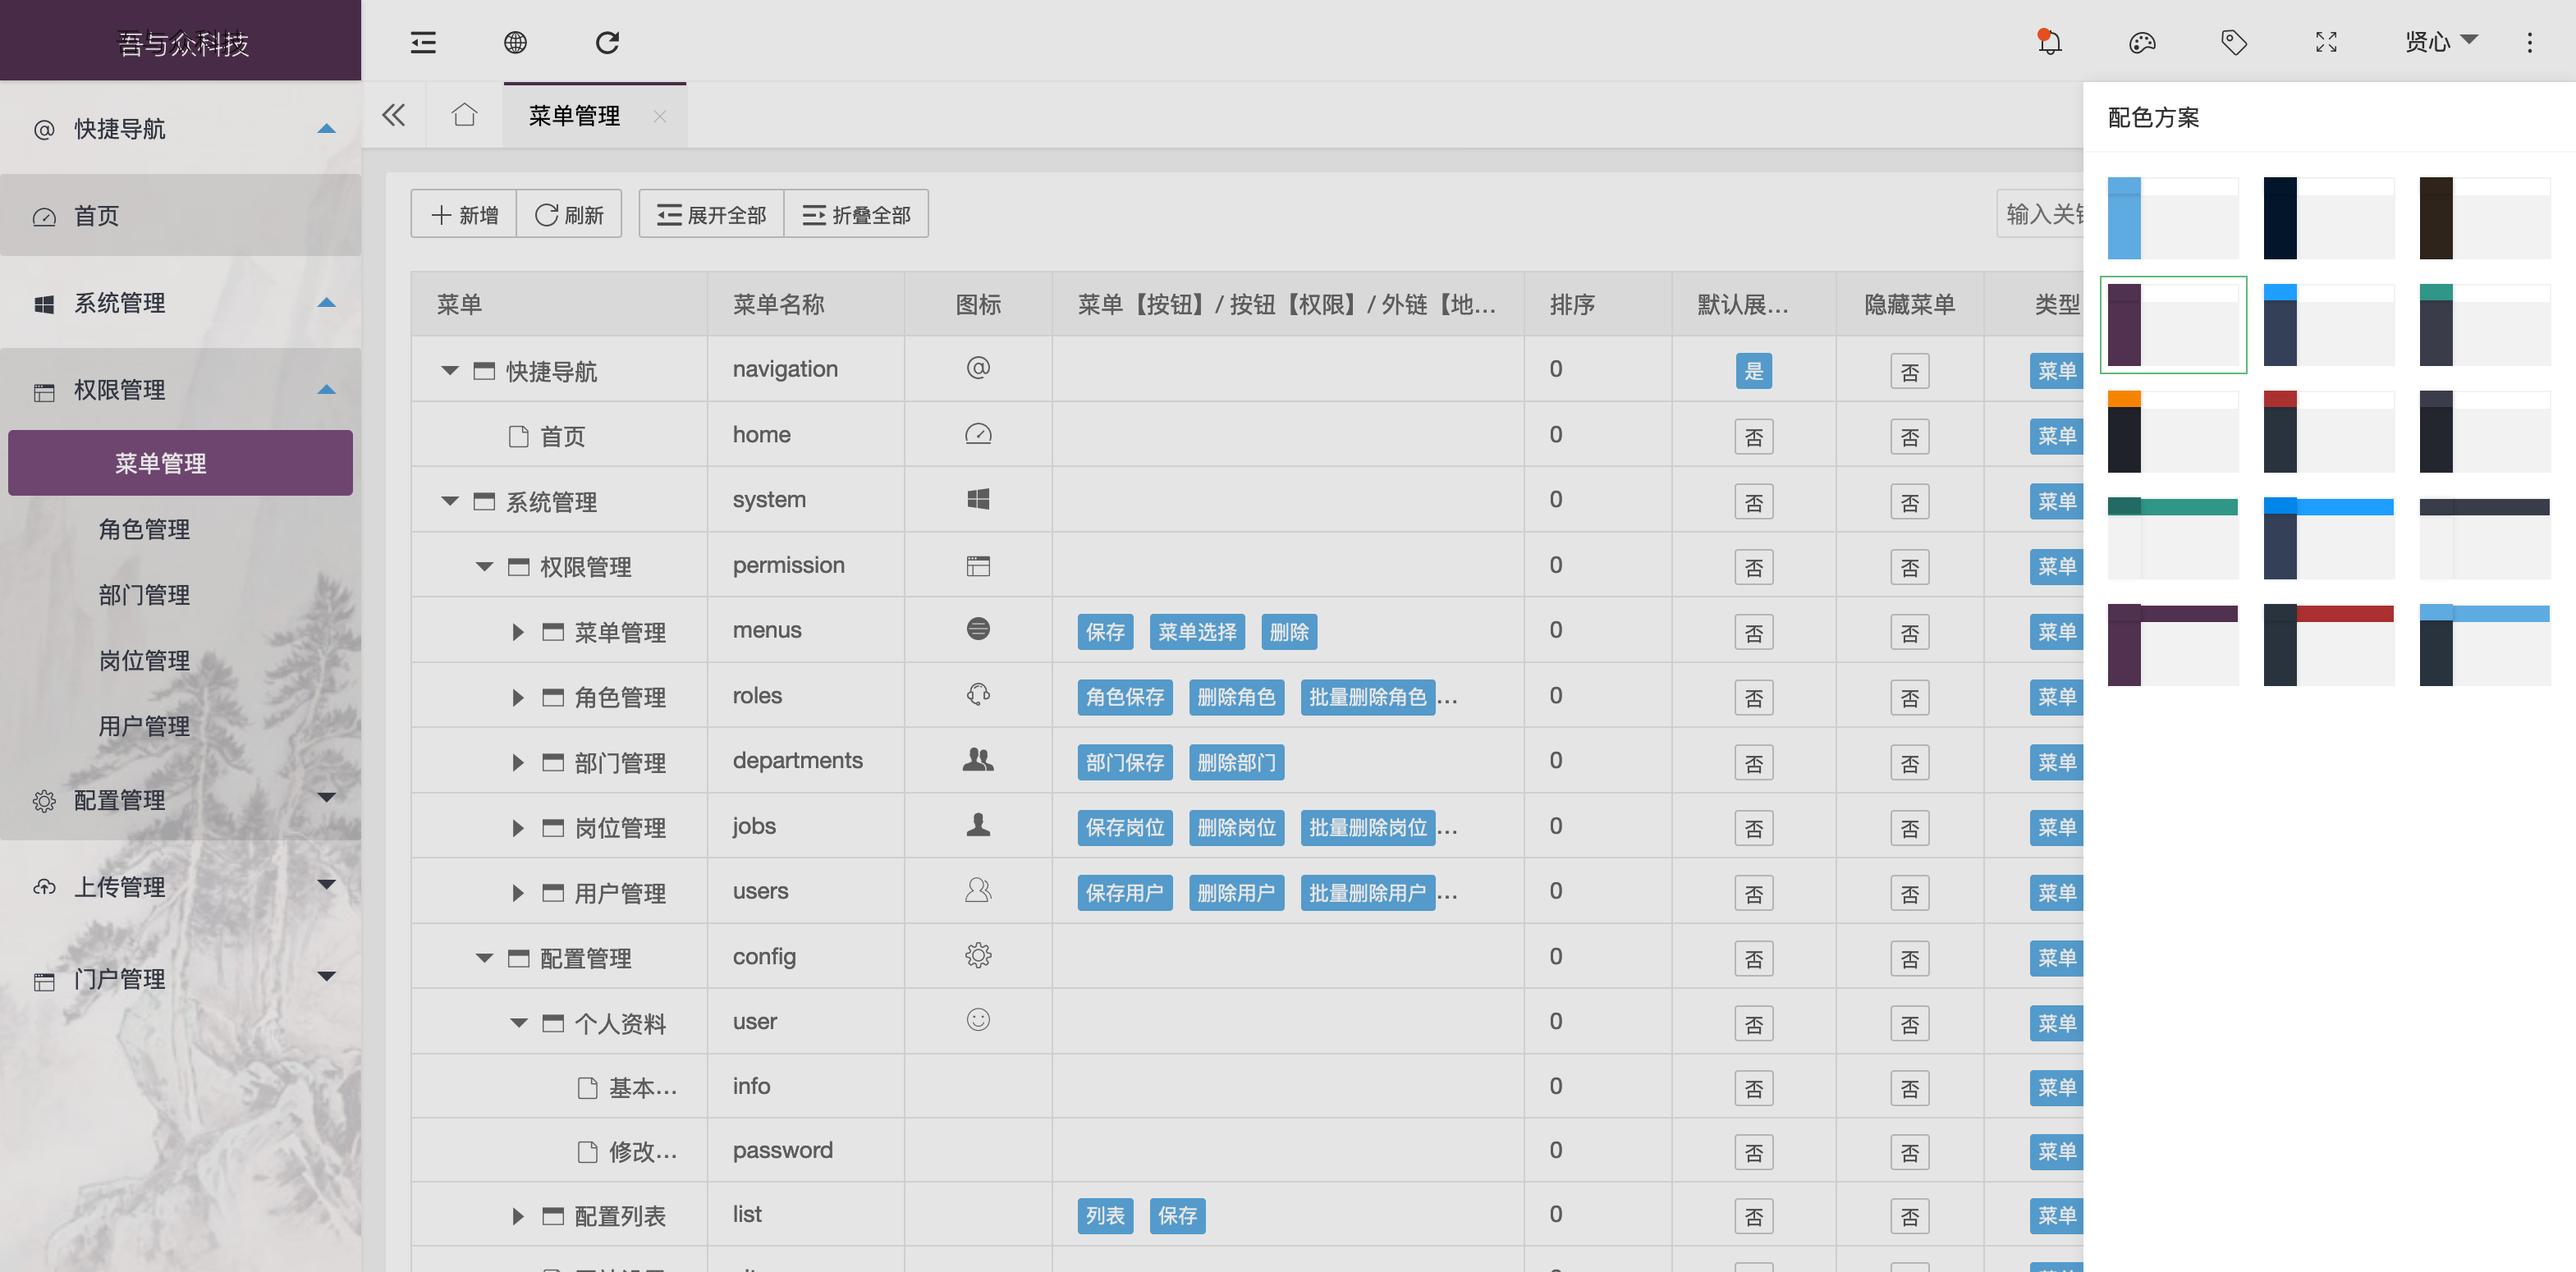 吾与众科技
贤心
快捷导航
首页
系统管理
权限管理
菜单管理
角色管理
部门管理
岗位管理
用户管理
配置管理
上传管理
门户管理
菜单管理
新增 刷新 展开全部 折叠全部 输入关
菜单 菜单名称 图标 菜单【按钮】/ 按钮【权限】/ 外链【地... 排序 默认展... 隐藏菜单 类型
快捷导航 navigation 0 是 否 菜单
首页 home 0 否 否 菜单
系统管理 system 0 否 否 菜单
权限管理 permission 0 否 否 菜单
菜单管理 menus 保存 菜单选择 删除 0 否 否 菜单
角色管理 roles 角色保存 删除角色 批量删除角色... 0 否 否 菜单
部门管理 departments 部门保存 删除部门 0 否 否 菜单
岗位管理 jobs 保存岗位 删除岗位 批量删除岗位... 0 否 否 菜单
用户管理 users 保存用户 删除用户 批量删除用户... 0 否 否 菜单
配置管理 config 0 否 否 菜单
个人资料 user 0 否 否 菜单
基本... info 0 否 否 菜单
修改... password 0 否 否 菜单
配置列表 list 列表 保存 0 否 否 菜单
配色方案